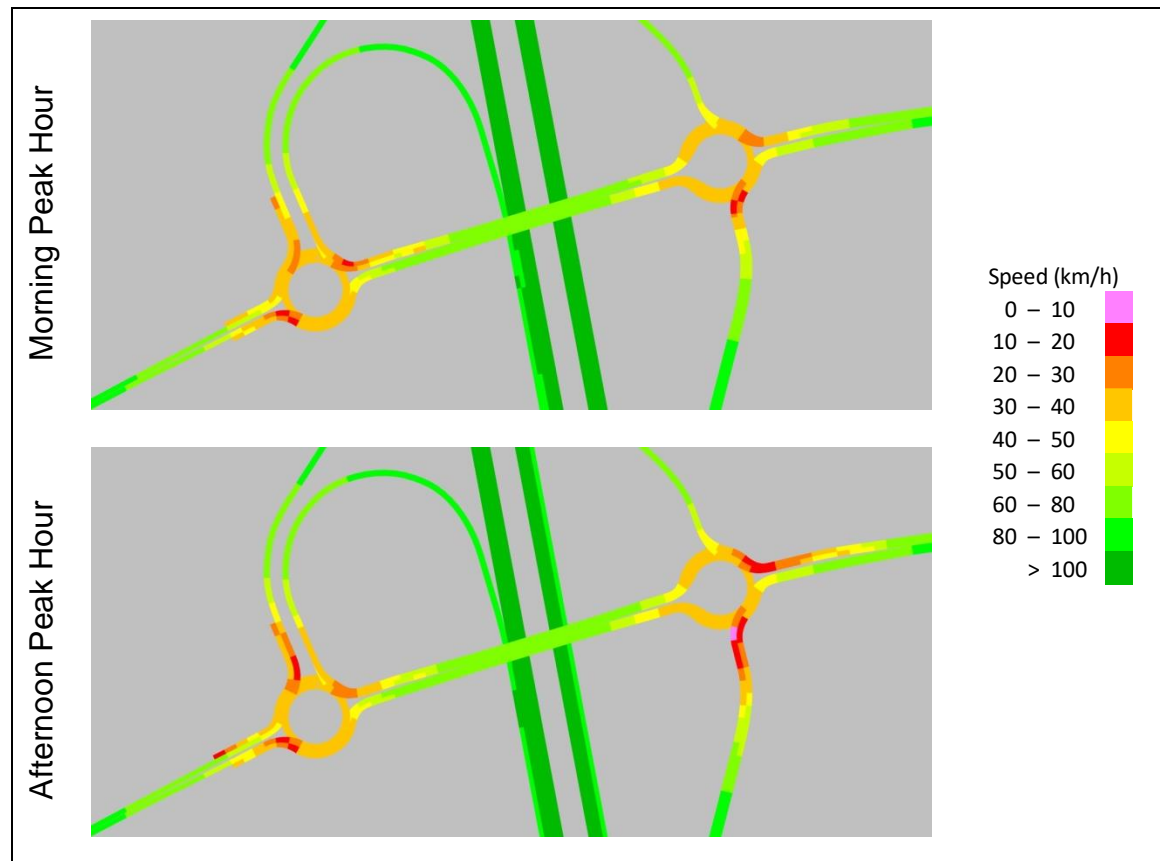 Morning Peak Hour
Speed (km/h)
0 – 10
10 – 20
20 – 30
30 – 40
40 – 50
50 – 60
60 – 80
80 – 100
> 100
Afternoon Peak Hour